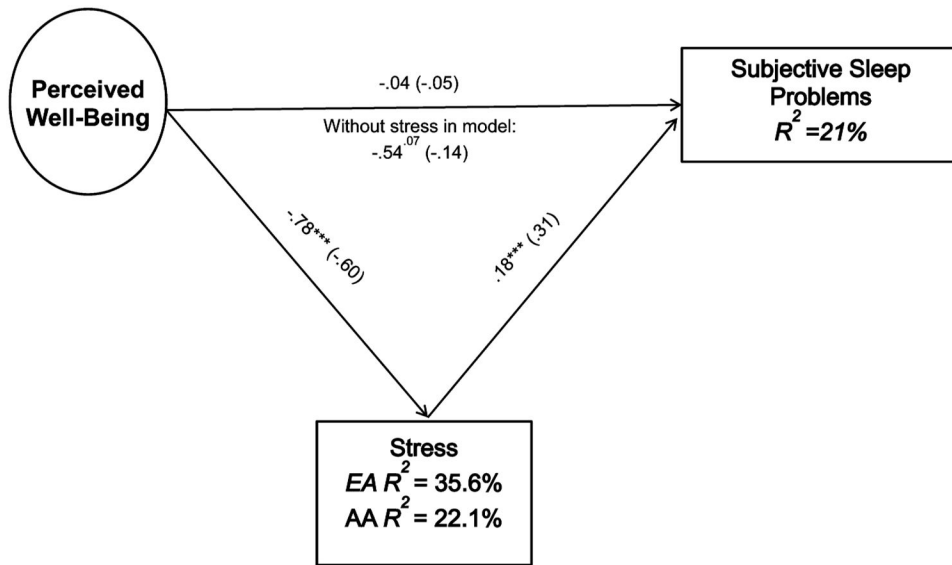 Perceived
Well-Being
-.04 (-.05)
Without stress in model:
-.54^.07 (-.14)
Subjective Sleep
Problems
R² =21%
-.78*** (-.60)
.18*** (.31)
Stress
EA R² = 35.6%
AA R² = 22.1%